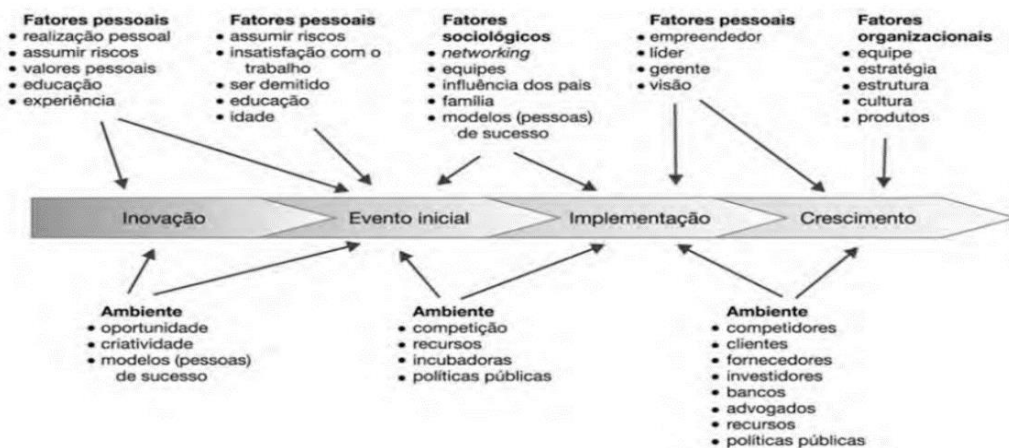 Fatores pessoais
• realização pessoal
• assumir riscos
• valores pessoais
• educação
• experiência
Fatores pessoais
• assumir riscos
• insatisfação com o
trabalho
• ser demitido
• educação
• idade
Fatores
sociológicos
• networking
• equipes
• influência dos pais
• família
• modelos (pessoas)
de sucesso
Fatores pessoais
• empreendedor
• líder
• gerente
• visão
Fatores
organizacionais
• equipe
• estratégia
• estrutura
• cultura
• produtos
Inovação
Evento inicial
Implementação
Crescimento
Ambiente
• oportunidade
• criatividade
• modelos (pessoas)
de sucesso
Ambiente
• competição
• recursos
• incubadoras
• políticas públicas
Ambiente
• competidores
• clientes
• fornecedores
• investidores
• bancos
• advogados
• recursos
• políticas públicas